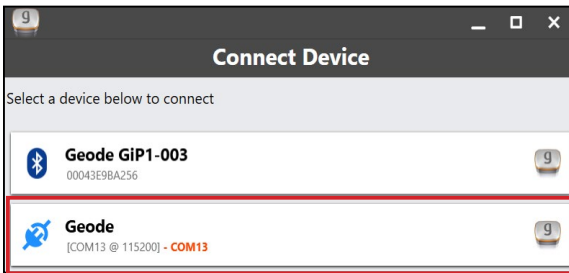 g
Connect Device
Select a device below to connect
Geode GiP1-003
g
00043E9BA256
Geode
g
[COM13 @ 115200] - COM13